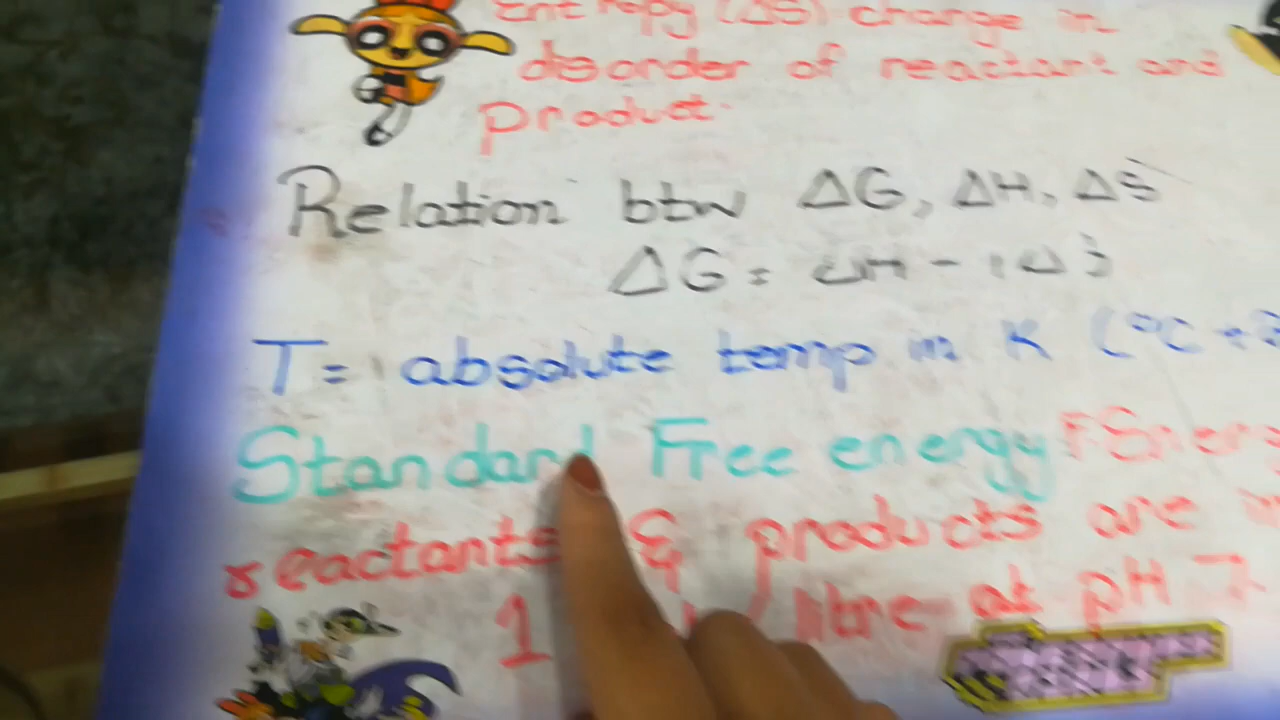 Entropy (ΔS) change in
disorder of reactant and
product.
Relation btw ΔG, ΔH, ΔS
ΔG = ΔH - TΔS
T = absolute temp in K (°C +
Standard Free energy
reactants & products are
1 litre at pH 7